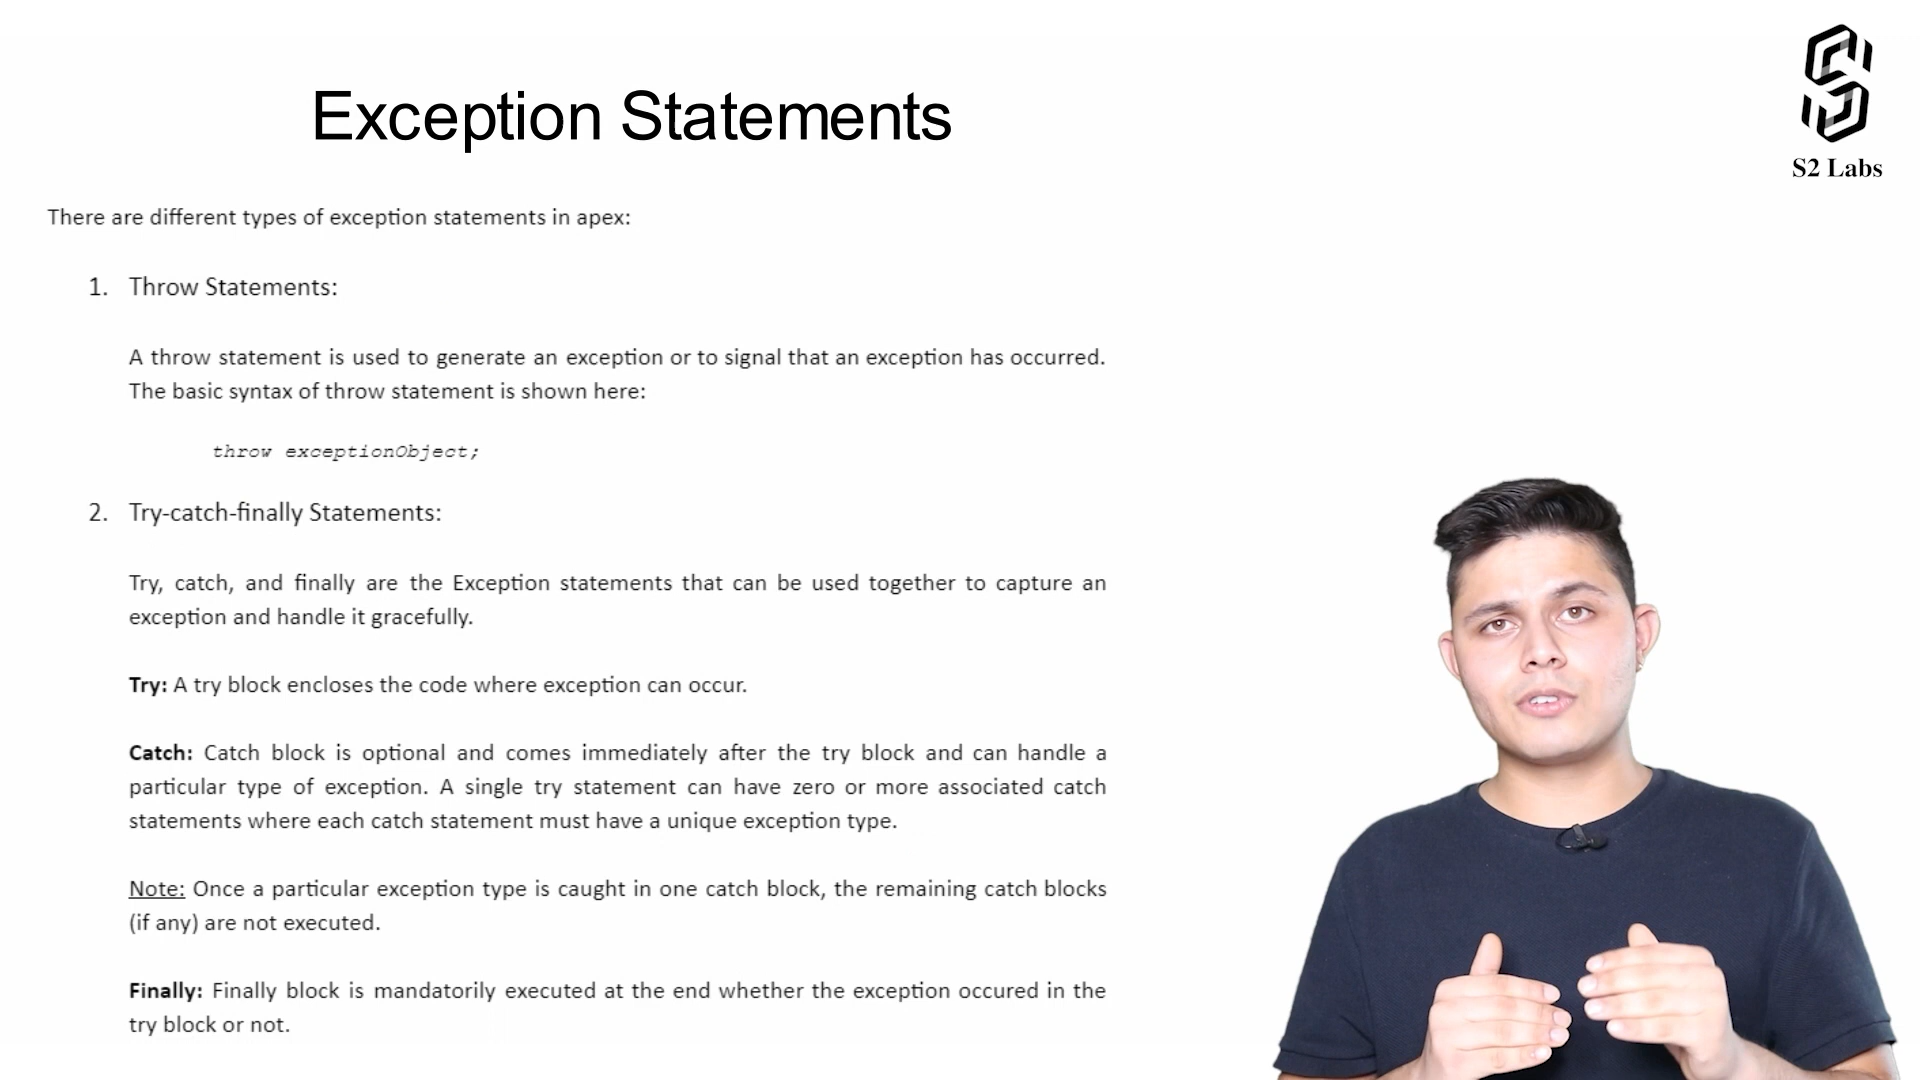 Exception Statements
S2 Labs
There are different types of exception statements in apex:
1. Throw Statements:
A throw statement is used to generate an exception or to signal that an exception has occurred.
The basic syntax of throw statement is shown here:
throw exceptionObject;
2. Try-catch-finally Statements:
Try, catch, and finally are the Exception statements that can be used together to capture an
exception and handle it gracefully.
Try: A try block encloses the code where exception can occur.
Catch: Catch block is optional and comes immediately after the try block and can handle a
particular type of exception. A single try statement can have zero or more associated catch
statements where each catch statement must have a unique exception type.
Note: Once a particular exception type is caught in one catch block, the remaining catch blocks
(if any) are not executed.
Finally: Finally block is mandatorily executed at the end whether the exception occured in the
try block or not.